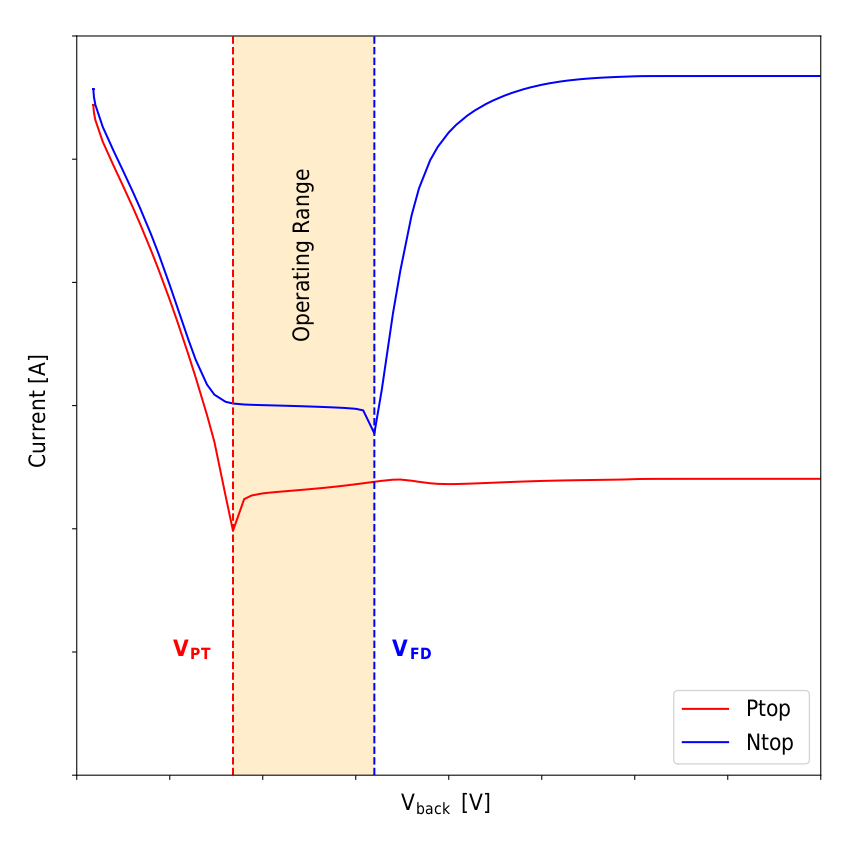 Operating Range
Current [A]
V_PT
V_FD
Ptop
Ntop
V_back [V]